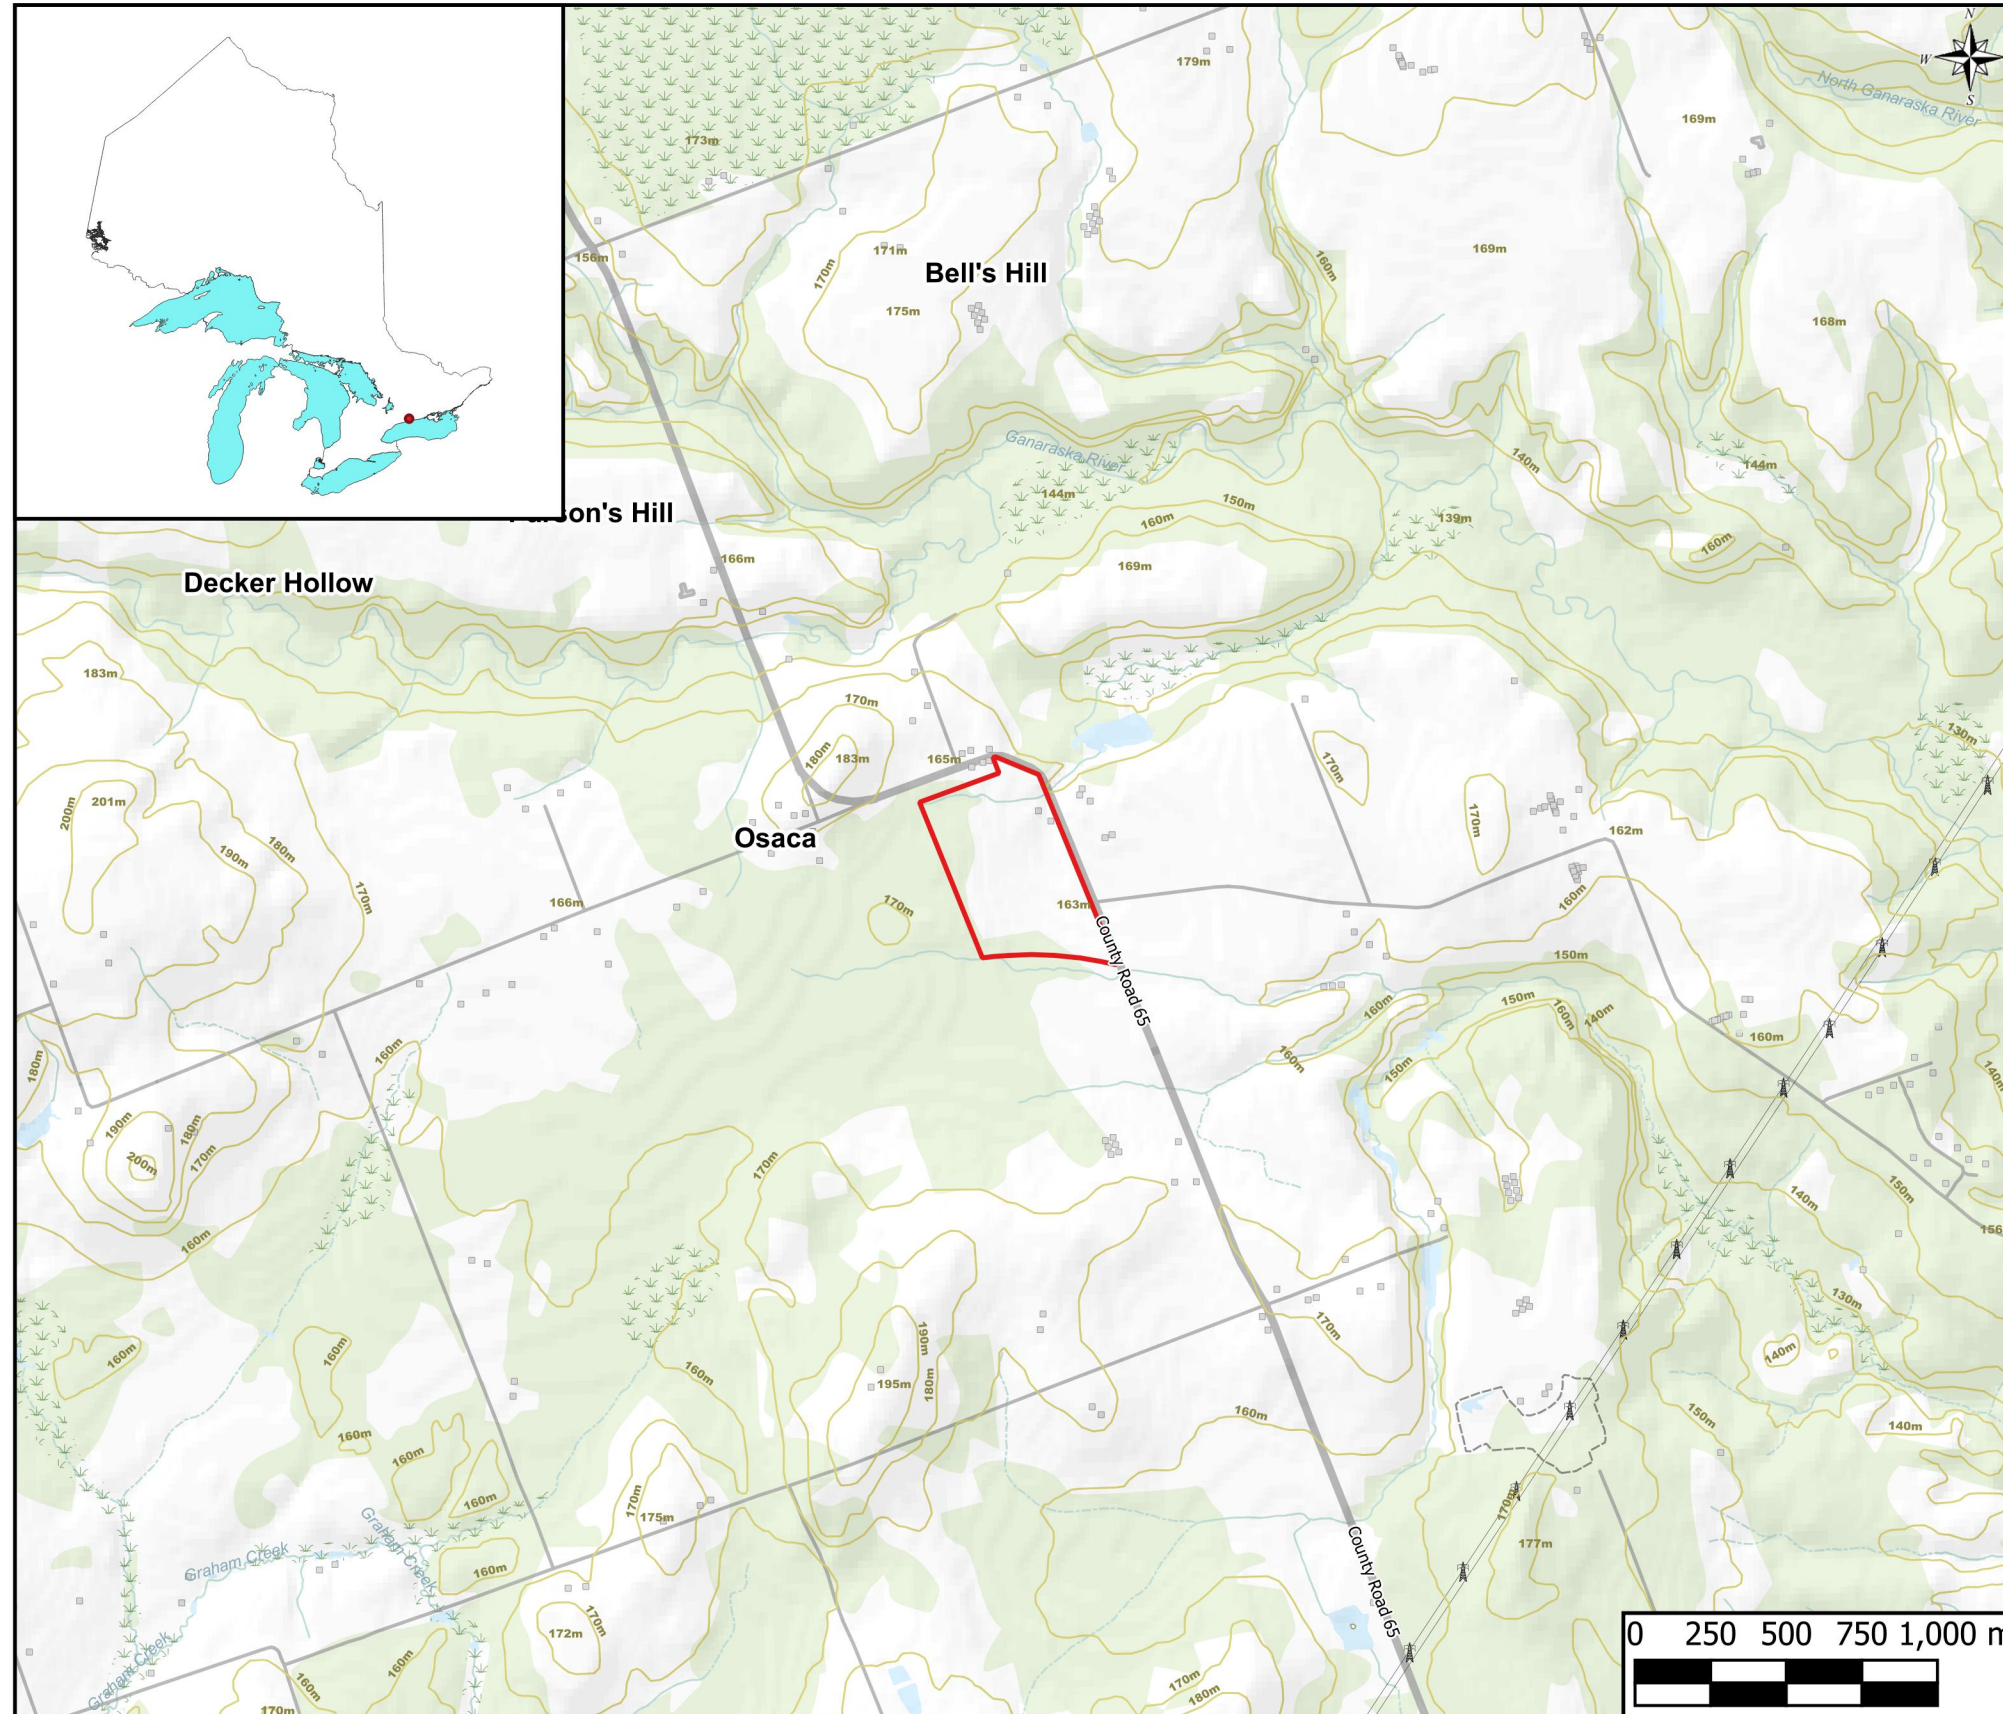 N
W
S
179m
North Ganaraska River
169m
173m
169m
171m
156m
170m
160m
Bell's Hill
175m
168m
Ganaraska River
140m
144m
144m
150m
160m
139m
160m
son's Hill
166m
169m
Decker Hollow
183m
170m
130m
180m
183m
165m
170m
200m
201m
170m
162m
Osaca
190m
180m
170m
166m
170m
163m
160m
County Road 65
150m
150m
160m
160m
140m
160m
180m
160m
160m
150m
140m
190m
180m
170m
200m
170m
140m
150m
156
160m
130m
160m
160m
190m
170m
140m
160m
195m
180m
160m
150m
140m
160m
160m
160m
170m
175m
170m
177m
Graham Creek
Graham Creek
160m
County Road 65
172m
170m
Graham Creek
160m
160m
170m
170m
180m
0 250 500 750 1,000 m